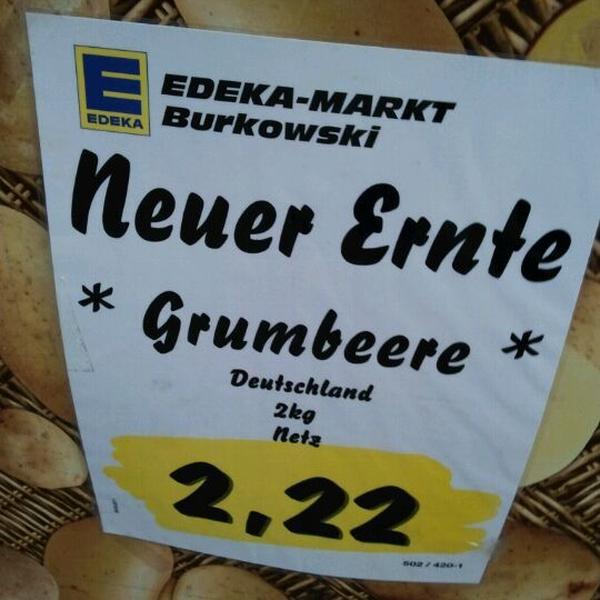 EDEKA
EDEKA-MARKT
Burkowski
Neuer Ernte
* Grumbeere *
Deutschland
2kg
Netz
2,22
502 / 420-1